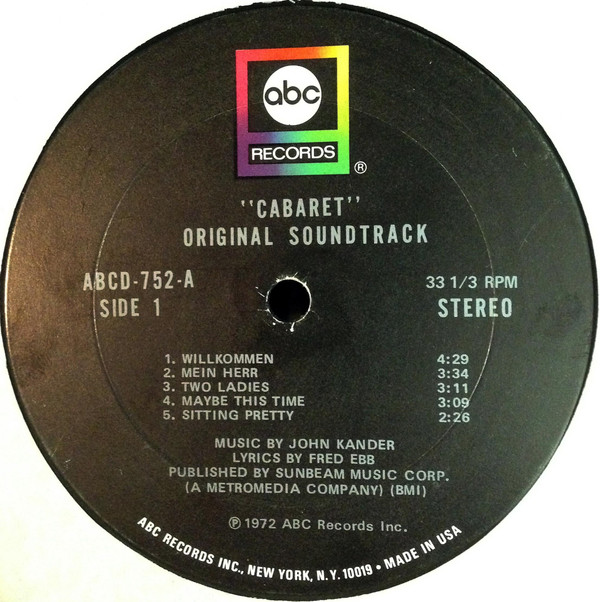 abc
RECORDS
®
"CABARET"
ORIGINAL SOUNDTRACK
ABCD-752-A 33 1/3 RPM
SIDE 1 STEREO
1. WILLKOMMEN 4:29
2. MEIN HERR 3:34
3. TWO LADIES 3:11
4. MAYBE THIS TIME 3:09
5. SITTING PRETTY 2:26
MUSIC BY JOHN KANDER
LYRICS BY FRED EBB
PUBLISHED BY SUNBEAM MUSIC CORP.
(A METROMEDIA COMPANY) (BMI)
℗ 1972 ABC Records Inc.
ABC RECORDS INC., NEW YORK, N.Y. 10019 • MADE IN USA